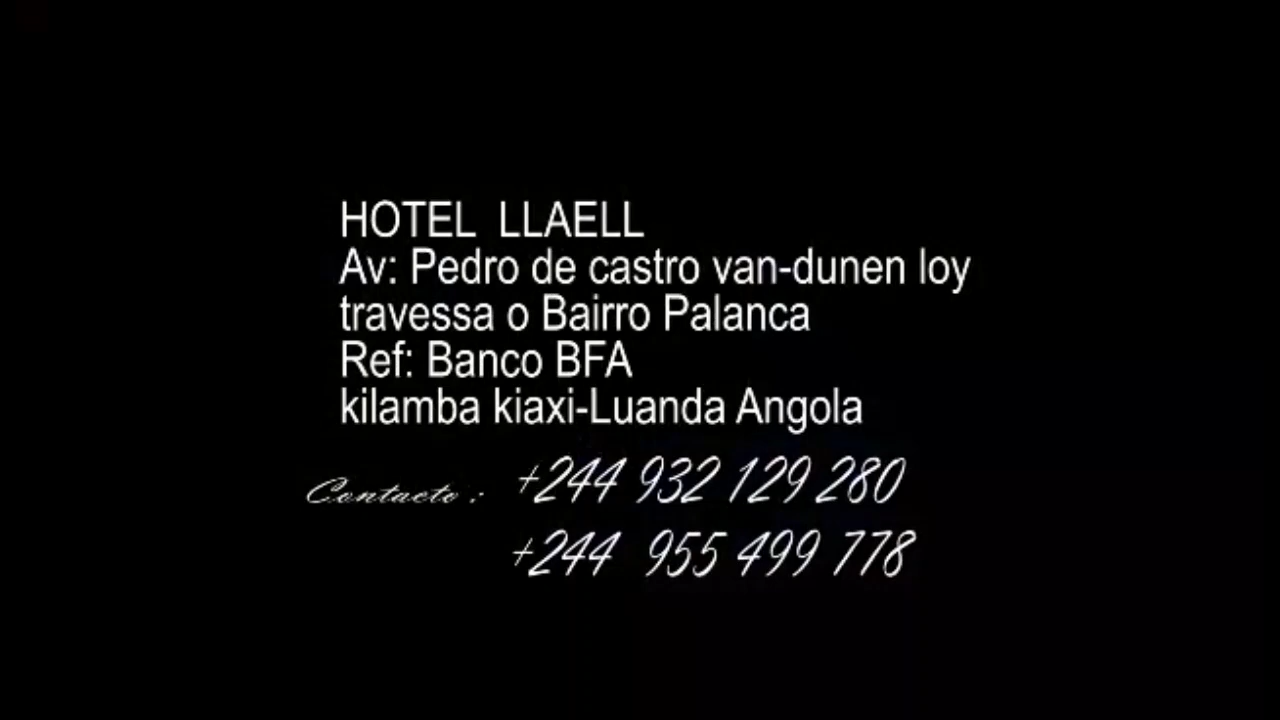 HOTEL LLAELL
Av: Pedro de castro van-dunen loy
travessa o Bairro Palanca
Ref: Banco BFA
kilamba kiaxi-Luanda Angola
Contacto : +244 932 129 280
+244 955 499 778